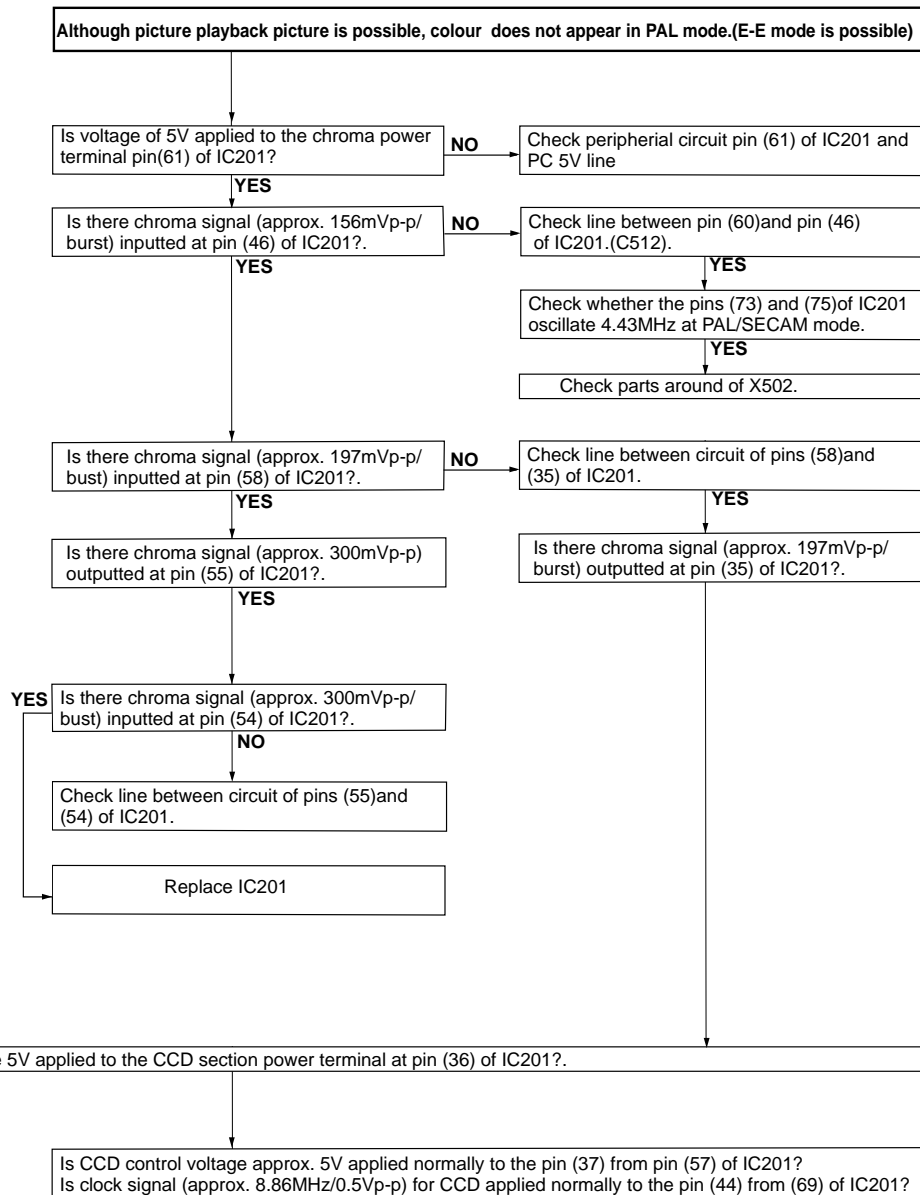 Although picture playback picture is possible, colour does not appear in PAL mode.(E-E mode is possible)
Is voltage of 5V applied to the chroma power
terminal pin(61) of IC201?
NO
Check peripherial circuit pin (61) of IC201 and
PC 5V line
YES
Is there chroma signal (approx. 156mVp-p/
burst) inputted at pin (46) of IC201?.
NO
Check line between pin (60)and pin (46)
of IC201.(C512).
YES
YES
Check whether the pins (73) and (75)of IC201
oscillate 4.43MHz at PAL/SECAM mode.
YES
Check parts around of X502.
Is there chroma signal (approx. 197mVp-p/
bust) inputted at pin (58) of IC201?.
NO
Check line between circuit of pins (58)and
(35) of IC201.
YES
YES
Is there chroma signal (approx. 300mVp-p)
outputted at pin (55) of IC201?.
Is there chroma signal (approx. 197mVp-p/
burst) outputted at pin (35) of IC201?.
YES
YES
Is there chroma signal (approx. 300mVp-p/
bust) inputted at pin (54) of IC201?.
NO
Check line between circuit of pins (55)and
(54) of IC201.
Replace IC201
5V applied to the CCD section power terminal at pin (36) of IC201?.
Is CCD control voltage approx. 5V applied normally to the pin (37) from pin (57) of IC201?
Is clock signal (approx. 8.86MHz/0.5Vp-p) for CCD applied normally to the pin (44) from (69) of IC201?